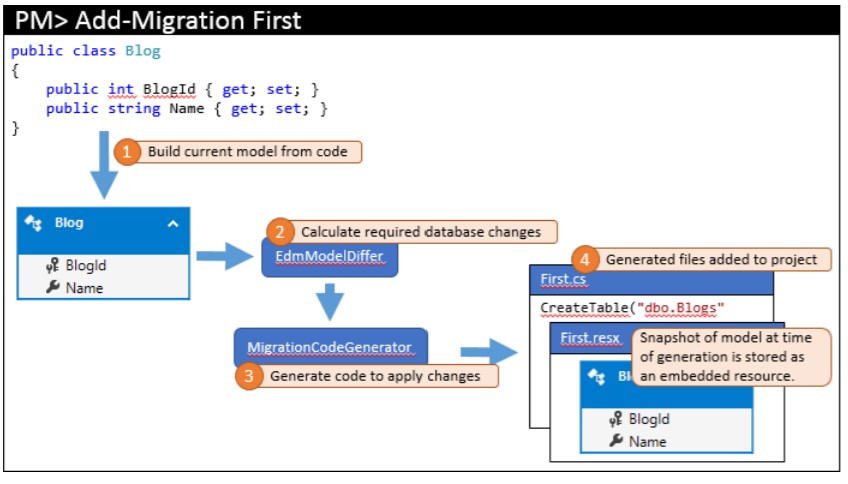 PM> Add-Migration First
public class Blog
{
public int BlogId { get; set; }
public string Name { get; set; }
}
1 Build current model from code
Blog
BlogId
Name
2 Calculate required database changes
EdmModelDiffer
MigrationCodeGenerator
3 Generate code to apply changes
4 Generated files added to project
First.cs
CreateTable("dbo.Blogs"
First.resx
Snapshot of model at time
of generation is stored as
an embedded resource.
BlogId
Name